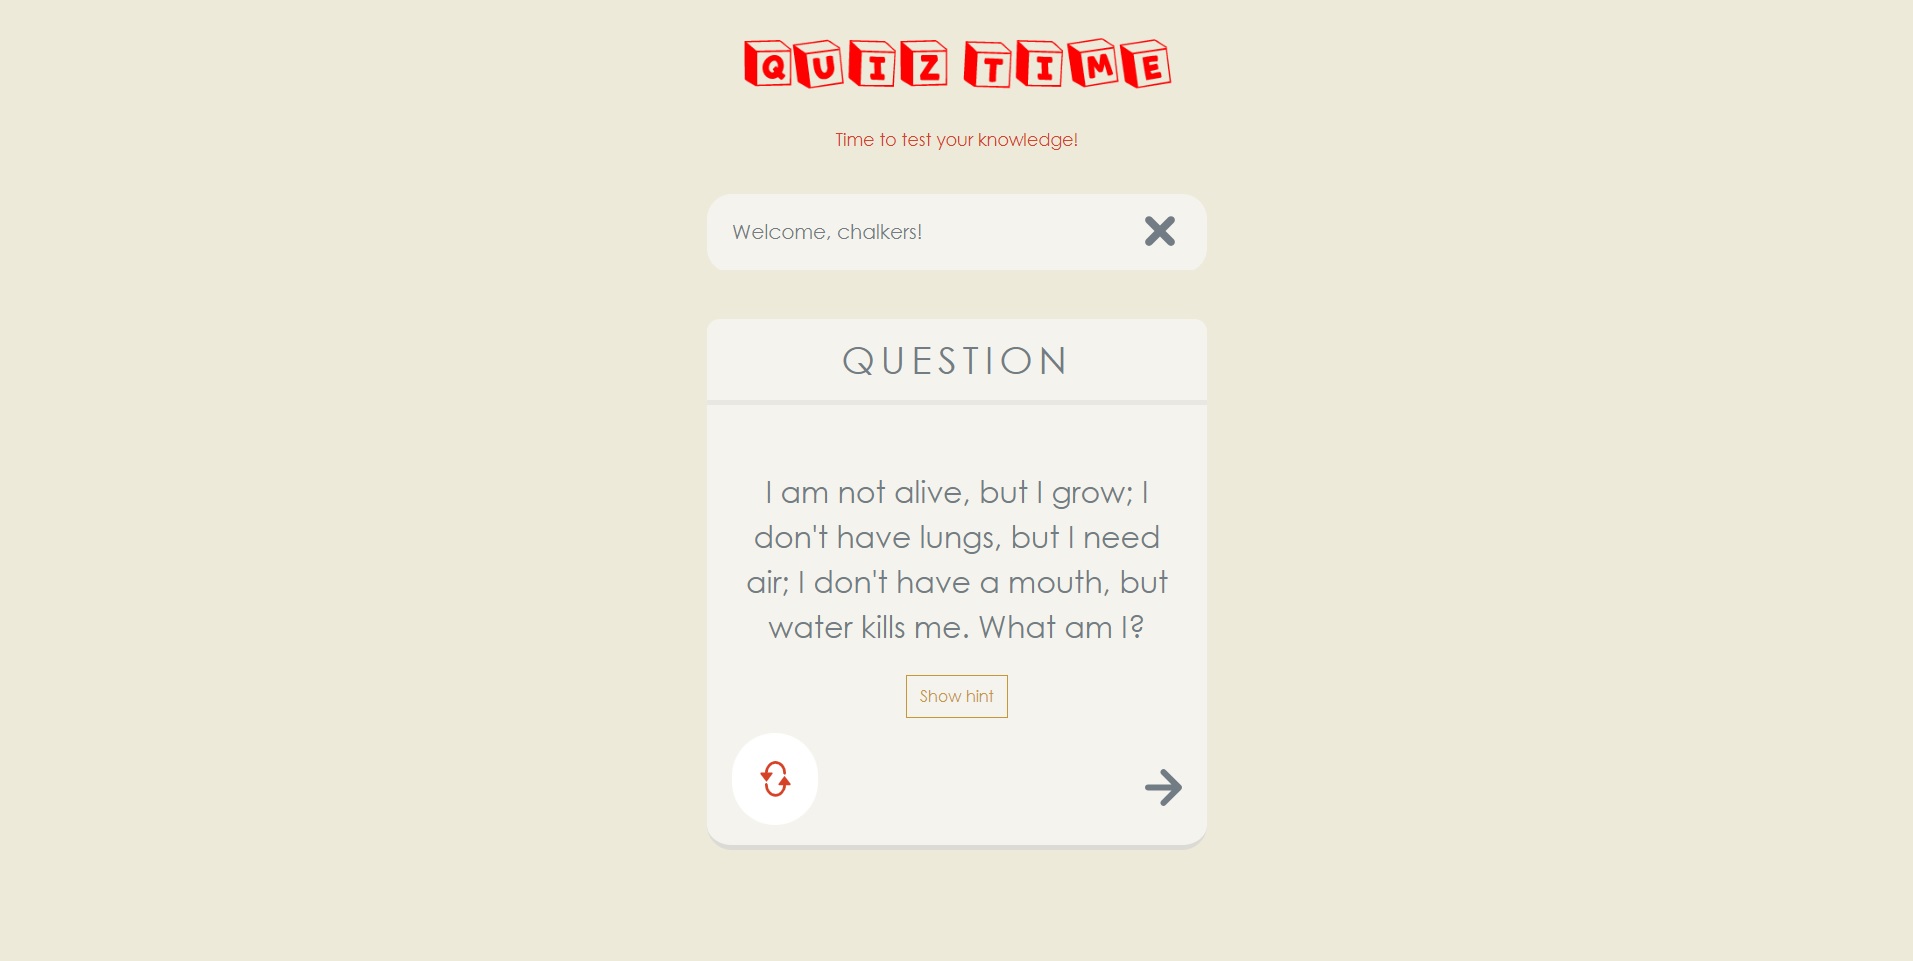 QUIZ TIME
Time to test your knowledge!
Welcome, chalkers!
QUESTION
I am not alive, but I grow; I
don't have lungs, but I need
air; I don't have a mouth, but
water kills me. What am I?
Show hint